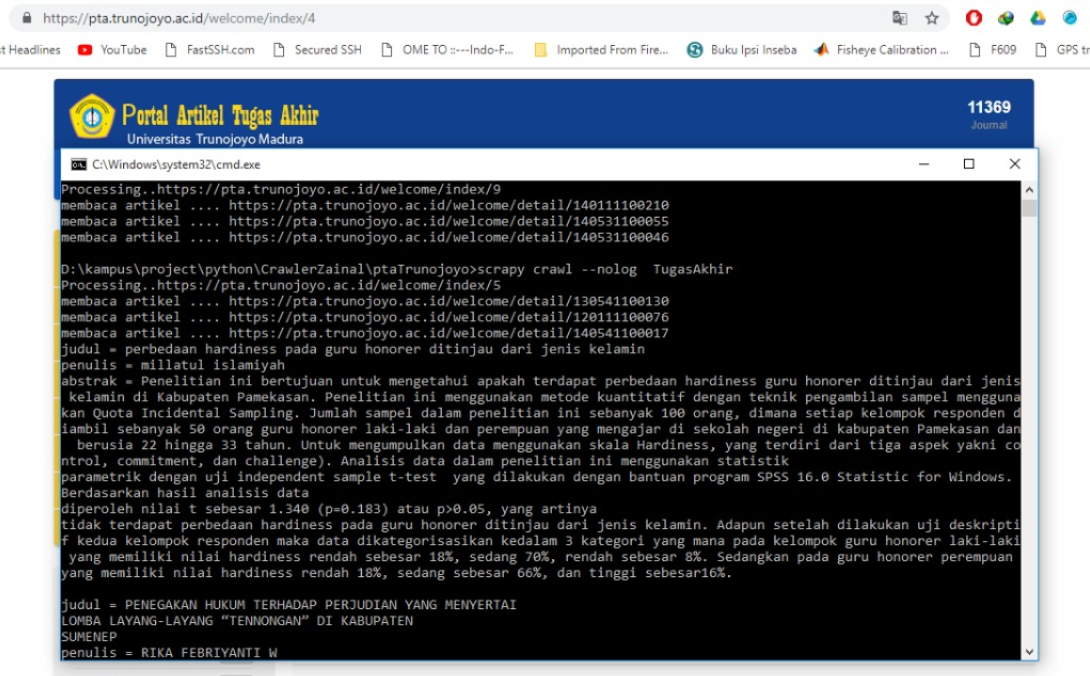 https://pta.trunojoyo.ac.id/welcome/index/4
st Headlines YouTube FastSSH.com Secured SSH OME TO ::---Indo-F... Imported From Fire... Buku Ipsi Inseba Fisheye Calibration ... F609 GPS tr
Portal Artikel Tugas Akhir
Universitas Trunojoyo Madura
11369
Journal
C:\Windows\system32\cmd.exe
Processing..https://pta.trunojoyo.ac.id/welcome/index/9
membaca artikel .... https://pta.trunojoyo.ac.id/welcome/detail/140111100210
membaca artikel .... https://pta.trunojoyo.ac.id/welcome/detail/140531100055
membaca artikel .... https://pta.trunojoyo.ac.id/welcome/detail/140531100046
D:\kampus\project\python\CrawlerZainal\ptaTrunojoyo>scrapy crawl --nolog  TugasAkhir
Processing..https://pta.trunojoyo.ac.id/welcome/index/5
membaca artikel .... https://pta.trunojoyo.ac.id/welcome/detail/130541100130
membaca artikel .... https://pta.trunojoyo.ac.id/welcome/detail/120111100076
membaca artikel .... https://pta.trunojoyo.ac.id/welcome/detail/140541100017
judul = perbedaan hardiness pada guru honorer ditinjau dari jenis kelamin
penulis = millatul islamiyah
abstrak = Penelitian ini bertujuan untuk mengetahui apakah terdapat perbedaan hardiness guru honorer ditinjau dari jenis
kelamin di Kabupaten Pamekasan. Penelitian ini menggunakan metode kuantitatif dengan teknik pengambilan sampel mengguna
kan Quota Incidental Sampling. Jumlah sampel dalam penelitian ini sebanyak 100 orang, dimana setiap kelompok responden d
iambil sebanyak 50 orang guru honorer laki-laki dan perempuan yang mengajar di sekolah negeri di kabupaten Pamekasan dan
berusia 22 hingga 33 tahun. Untuk mengumpulkan data menggunakan skala Hardiness, yang terdiri dari tiga aspek yakni co
ntrol, commitment, dan challenge). Analisis data dalam penelitian ini menggunakan statistik
parametrik dengan uji independent sample t-test  yang dilakukan dengan bantuan program SPSS 16.0 Statistic for Windows.
Berdasarkan hasil analisis data
diperoleh nilai t sebesar 1.340 (p=0.183) atau p>0.05, yang artinya
tidak terdapat perbedaan hardiness pada guru honorer ditinjau dari jenis kelamin. Adapun setelah dilakukan uji deskripti
f kedua kelompok responden maka data dikategorisasikan kedalam 3 kategori yang mana pada kelompok guru honorer laki-laki
yang memiliki nilai hardiness rendah sebesar 18%, sedang 70%, rendah sebesar 8%. Sedangkan pada guru honorer perempuan
yang memiliki nilai hardiness rendah 18%, sedang sebesar 66%, dan tinggi sebesar16%.
judul = PENEGAKAN HUKUM TERHADAP PERJUDIAN YANG MENYERTAI
LOMBA LAYANG-LAYANG “TENNONGAN” DI KABUPATEN
SUMENEP
penulis = RIKA FEBRIYANTI W